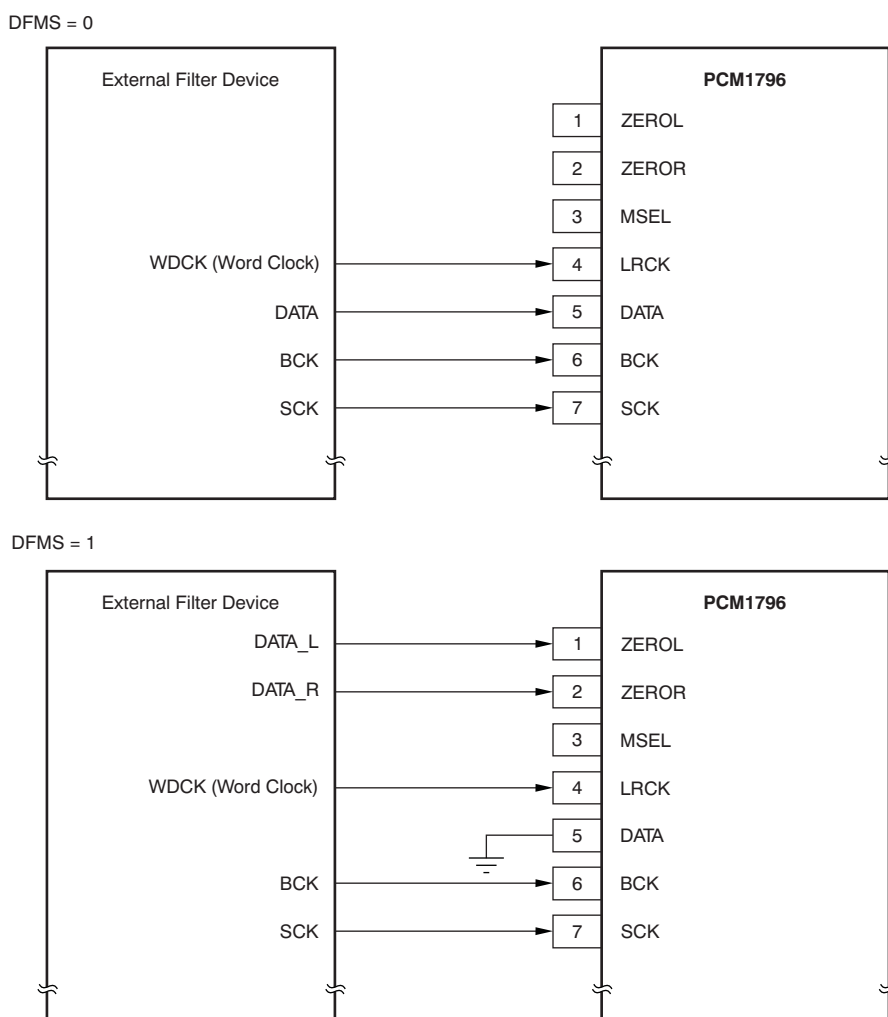 DFMS = 0
External Filter Device PCM1796
1 ZEROL
2 ZEROR
3 MSEL
WDCK (Word Clock) 4 LRCK
DATA 5 DATA
BCK 6 BCK
SCK 7 SCK
DFMS = 1
External Filter Device PCM1796
DATA_L 1 ZEROL
DATA_R 2 ZEROR
3 MSEL
WDCK (Word Clock) 4 LRCK
5 DATA
BCK 6 BCK
SCK 7 SCK